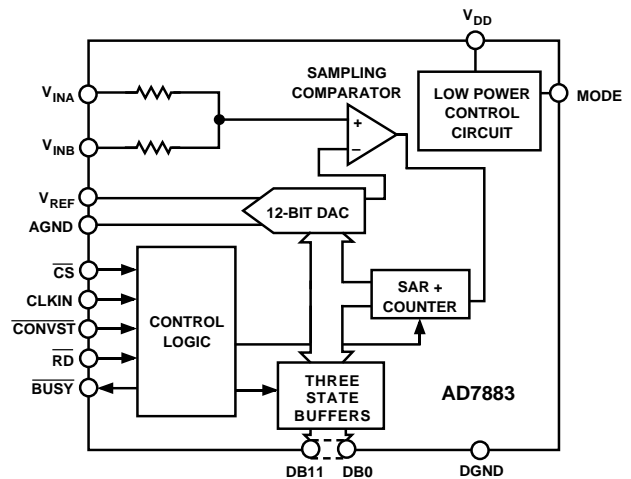 VDD
SAMPLING
COMPARATOR
VINA
LOW POWER
CONTROL
CIRCUIT
MODE
+
–
VINB
VREF
12-BIT DAC
AGND
CS
CLKIN
CONVST
RD
BUSY
CONTROL
LOGIC
SAR +
COUNTER
THREE
STATE
BUFFERS
AD7883
DB11
DB0
DGND